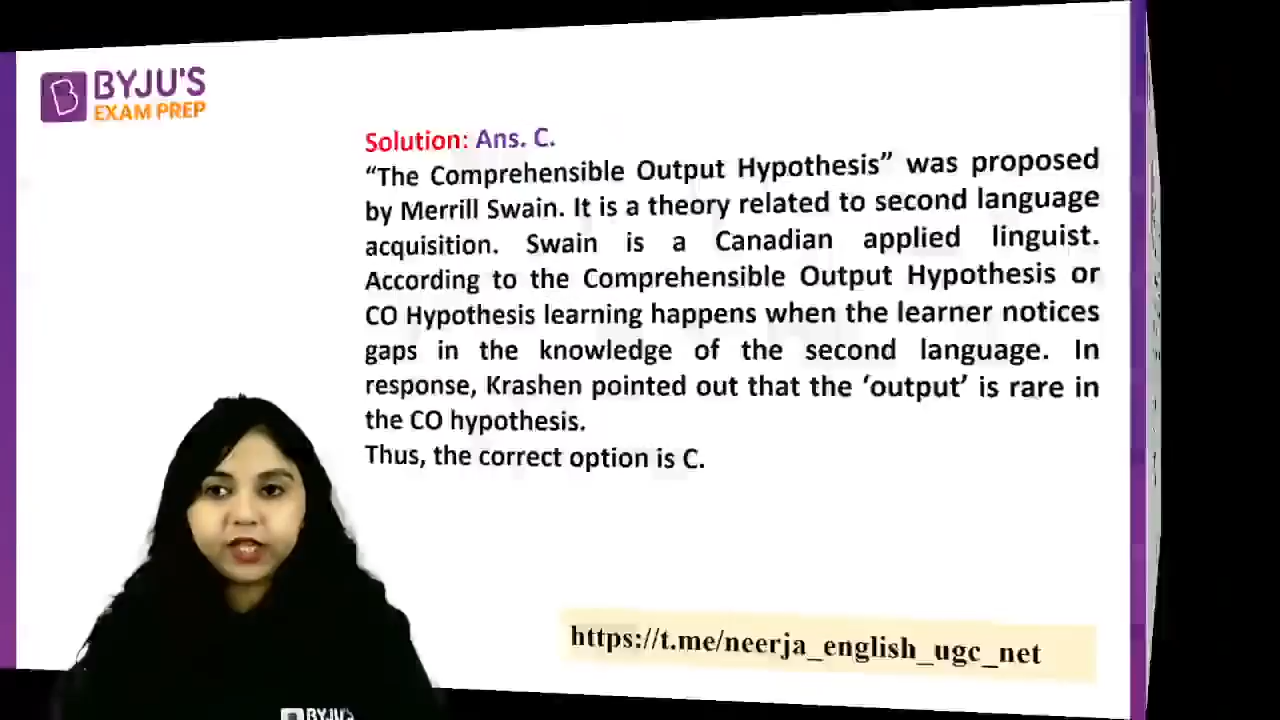 BYJU'S
EXAM PREP
Solution: Ans. C.
“The Comprehensible Output Hypothesis” was proposed
by Merrill Swain. It is a theory related to second language
acquisition. Swain is a Canadian applied linguist.
According to the Comprehensible Output Hypothesis or
CO Hypothesis learning happens when the learner notices
gaps in the knowledge of the second language. In
response, Krashen pointed out that the ‘output’ is rare in
the CO hypothesis.
Thus, the correct option is C.
https://t.me/neerja_english_ugc_net
BYJU'S